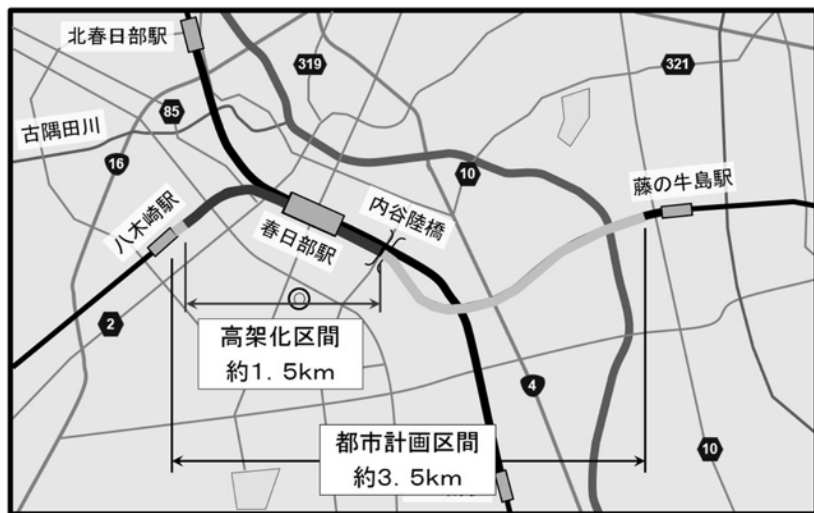 北春日部駅
319
321
85
古隅田川
16
10
藤の牛島駅
八木崎駅
内谷陸橋
春日部駅
2
高架化区間
約1.5km
4
都市計画区間
約3.5km
10